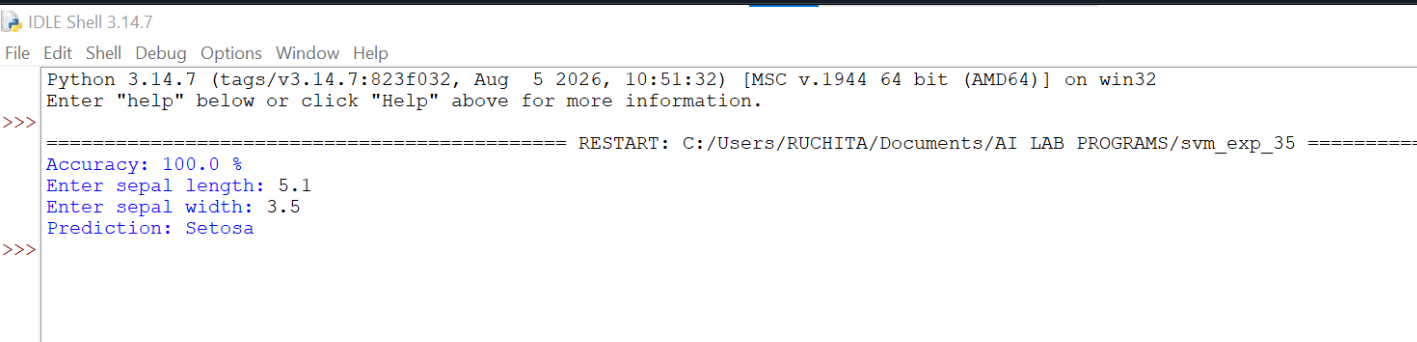 IDLE Shell 3.14.7
File Edit Shell Debug Options Window Help
Python 3.14.7 (tags/v3.14.7:823f032, Aug  5 2026, 10:51:32) [MSC v.1944 64 bit (AMD64)] on win32
Enter "help" below or click "Help" above for more information.
>>>
============================================= RESTART: C:/Users/RUCHITA/Documents/AI LAB PROGRAMS/svm_exp_35 ==========
Accuracy: 100.0 %
Enter sepal length: 5.1
Enter sepal width: 3.5
Prediction: Setosa
>>>